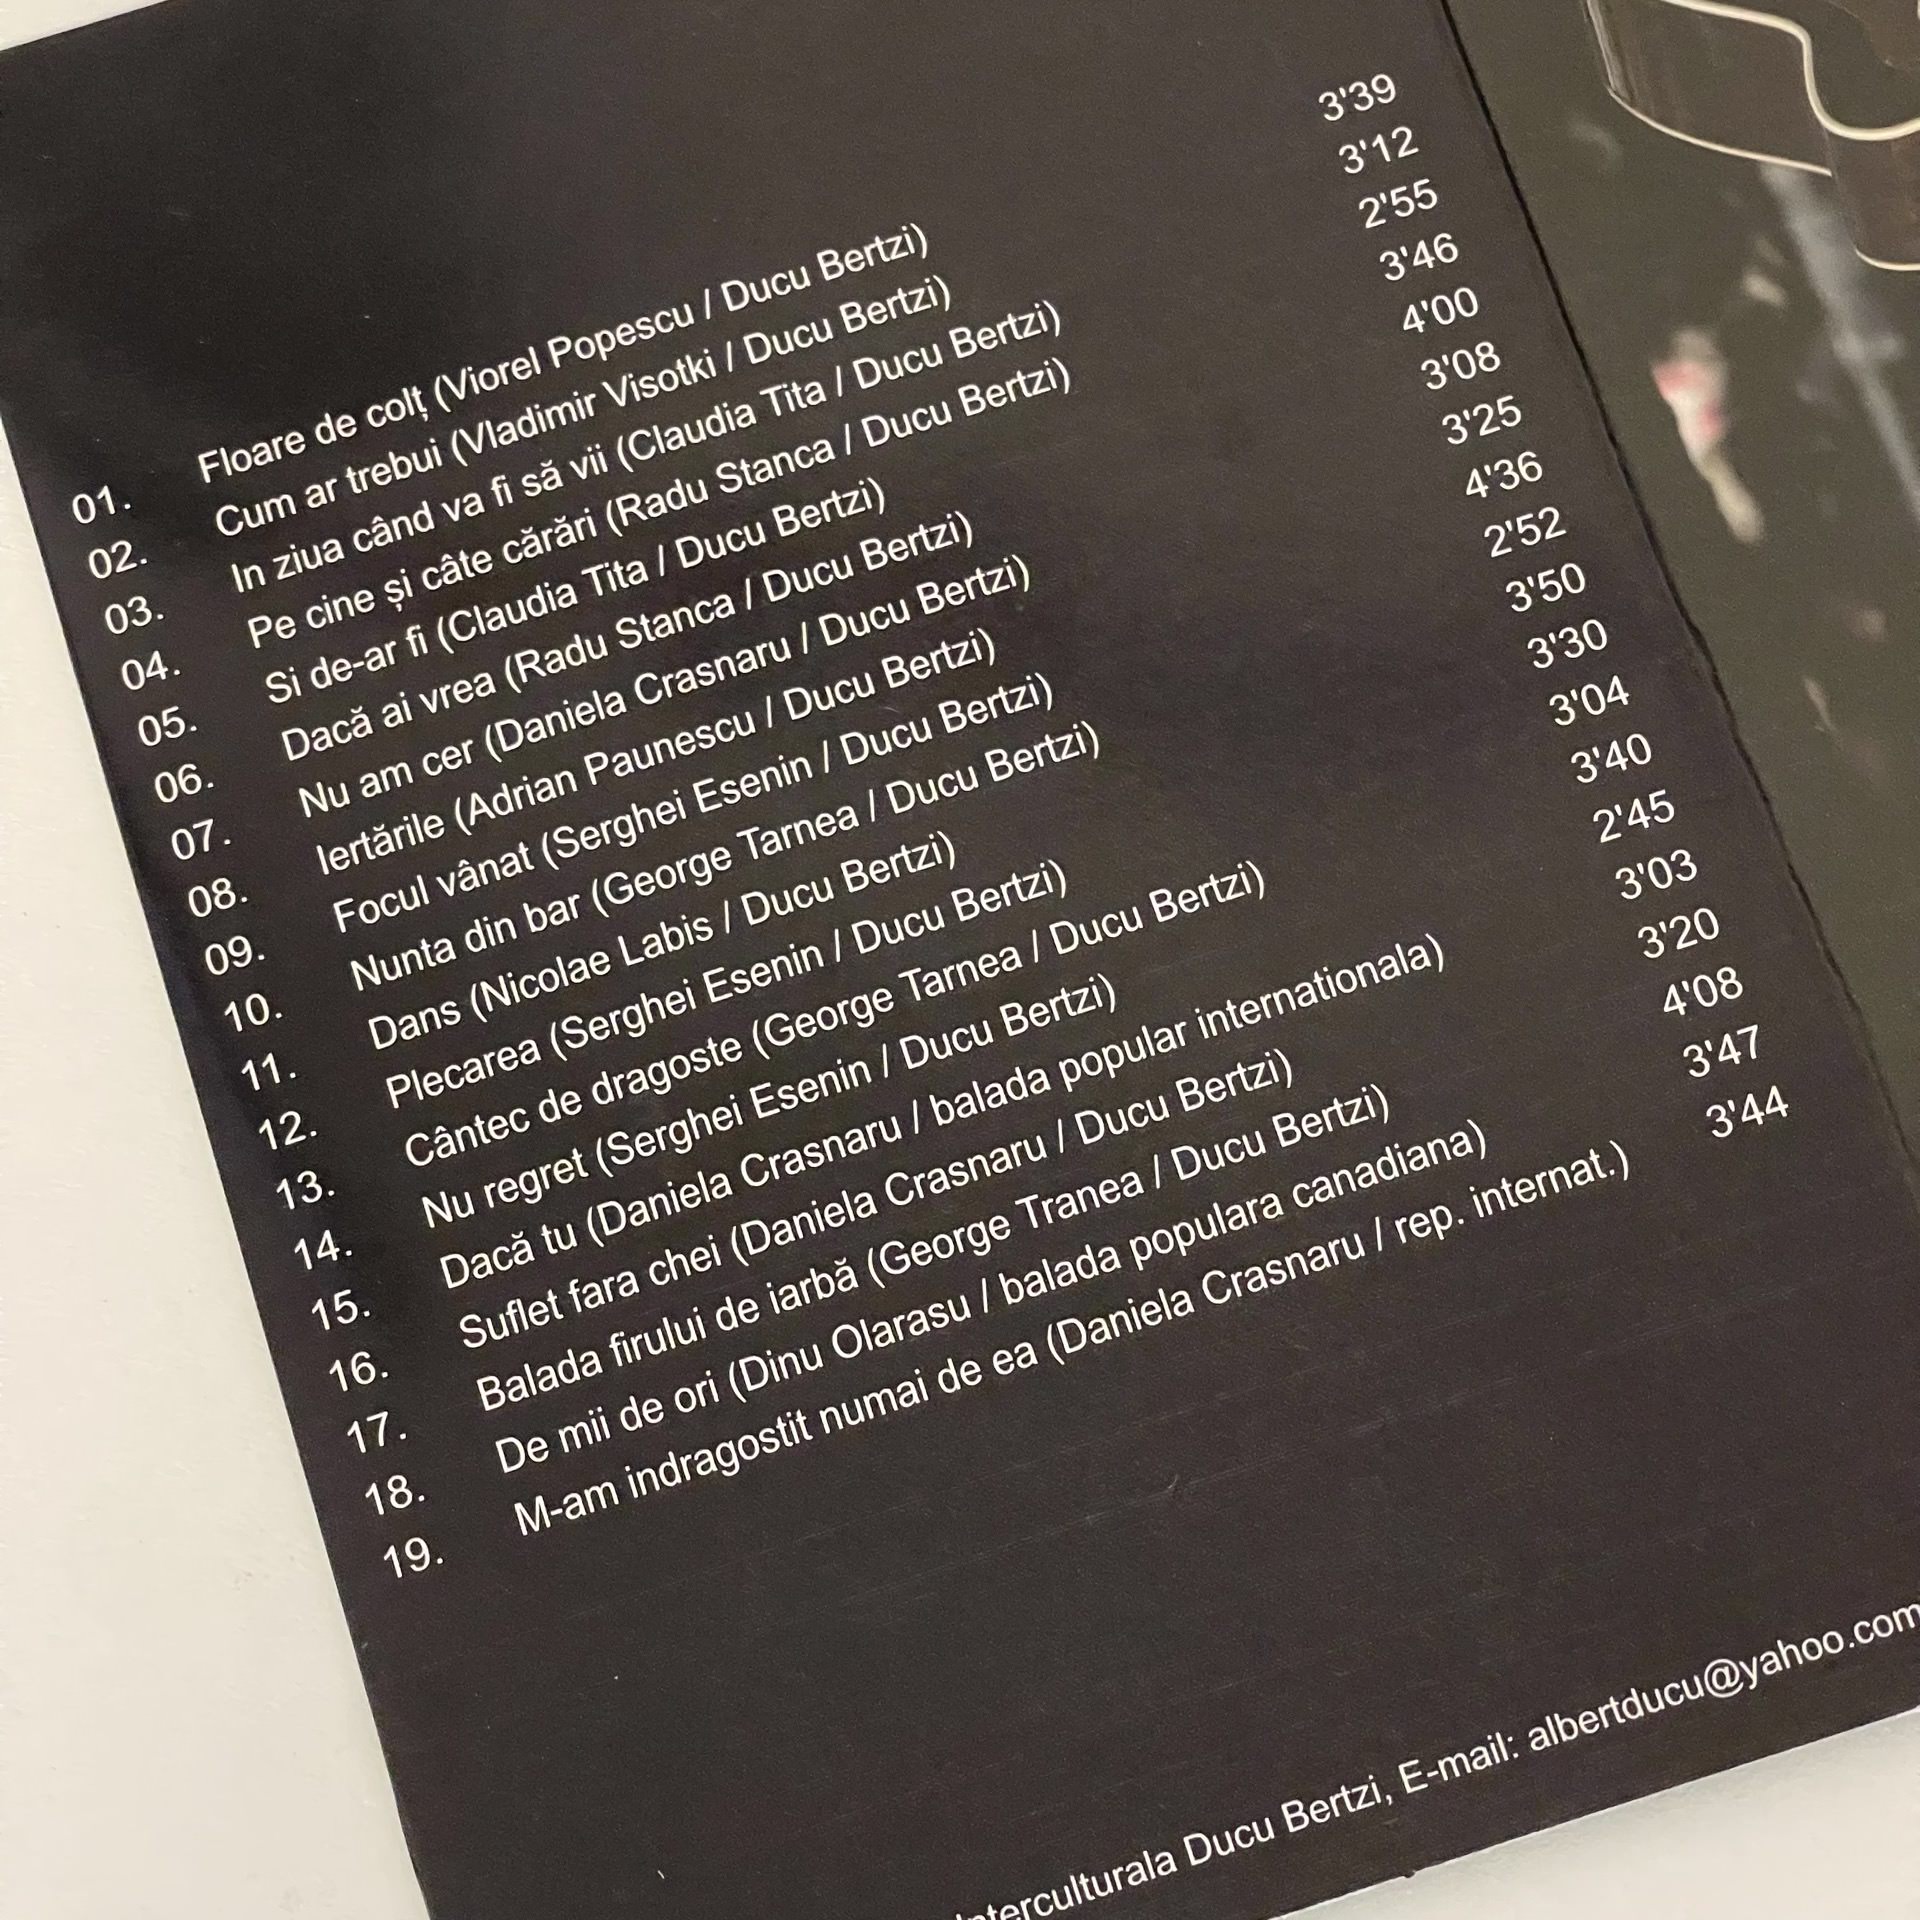 01. Floare de colț (Viorel Popescu / Ducu Bertzi) 3'39
02. Cum ar trebui (Vladimir Visotki / Ducu Bertzi) 3'12
03. In ziua când va fi să vii (Claudia Tita / Ducu Bertzi) 2'55
04. Pe cine și câte cărări (Radu Stanca / Ducu Bertzi) 3'46
05. Si de-ar fi (Claudia Tita / Ducu Bertzi) 4'00
06. Dacă ai vrea (Radu Stanca / Ducu Bertzi) 3'08
07. Nu am cer (Daniela Crasnaru / Ducu Bertzi) 3'25
08. Iertările (Adrian Paunescu / Ducu Bertzi) 4'36
09. Focul vânat (Serghei Esenin / Ducu Bertzi) 2'52
10. Nunta din bar (George Tarnea / Ducu Bertzi) 3'50
11. Dans (Nicolae Labis / Ducu Bertzi) 3'30
12. Plecarea (Serghei Esenin / Ducu Bertzi) 3'04
13. Cântec de dragoste (George Tarnea / Ducu Bertzi) 3'40
14. Nu regret (Serghei Esenin / Ducu Bertzi) 2'45
15. Dacă tu (Daniela Crasnaru / balada popular internationala) 3'03
16. Suflet fara chei (Daniela Crasnaru / Ducu Bertzi) 3'20
17. Balada firului de iarbă (George Tranea / Ducu Bertzi) 4'08
18. De mii de ori (Dinu Olarasu / balada populara canadiana) 3'47
19. M-am indragostit numai de ea (Daniela Crasnaru / rep. internat.) 3'44
Interculturala Ducu Bertzi, E-mail: albertducu@yahoo.com